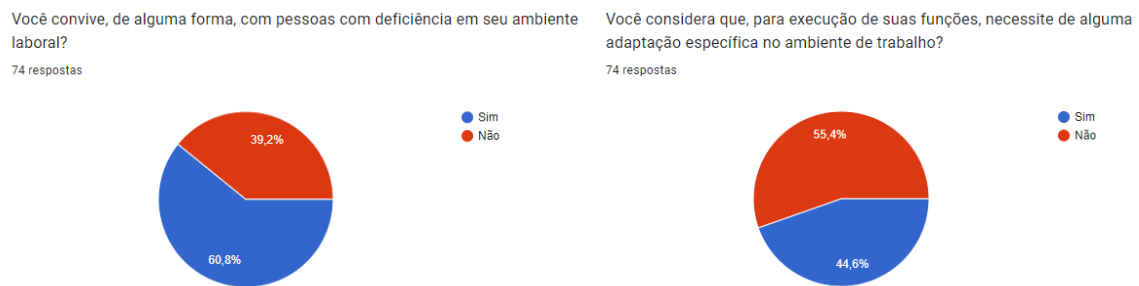 Você convive, de alguma forma, com pessoas com deficiência em seu ambiente
laboral?
74 respostas
Sim
Não
39,2%
60,8%
Você considera que, para execução de suas funções, necessite de alguma
adaptação específica no ambiente de trabalho?
74 respostas
Sim
Não
55,4%
44,6%